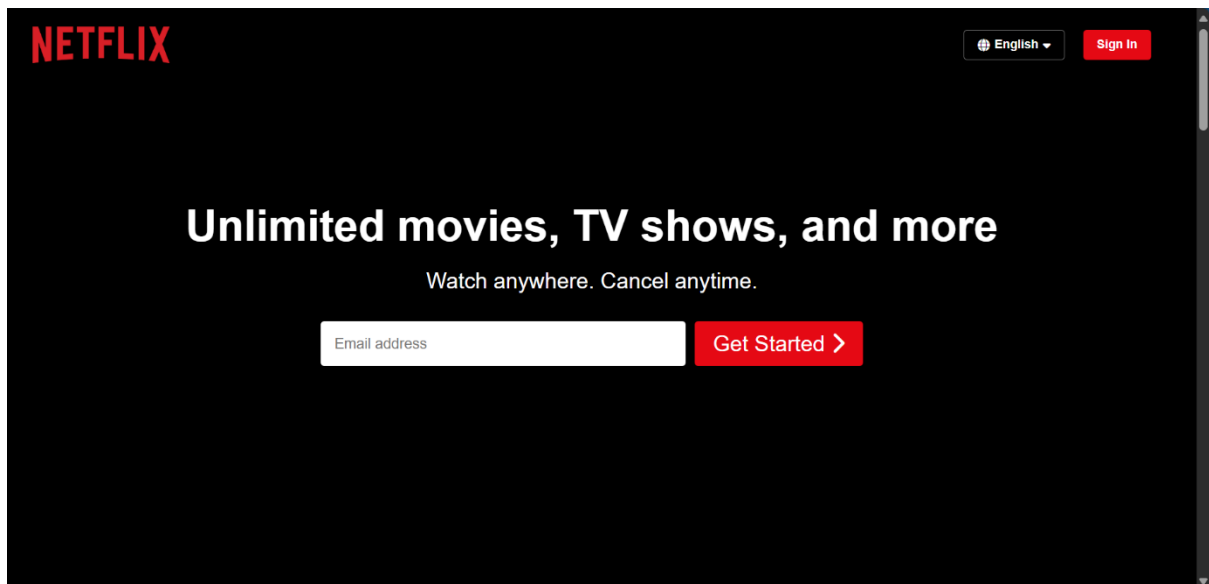 NETFLIX
English
Sign In
Unlimited movies, TV shows, and more
Watch anywhere. Cancel anytime.
Email address
Get Started